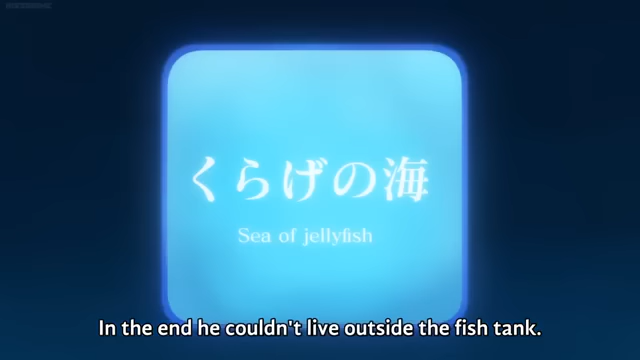 くらげの海
Sea of jellyfish
In the end he couldn't live outside the fish tank.